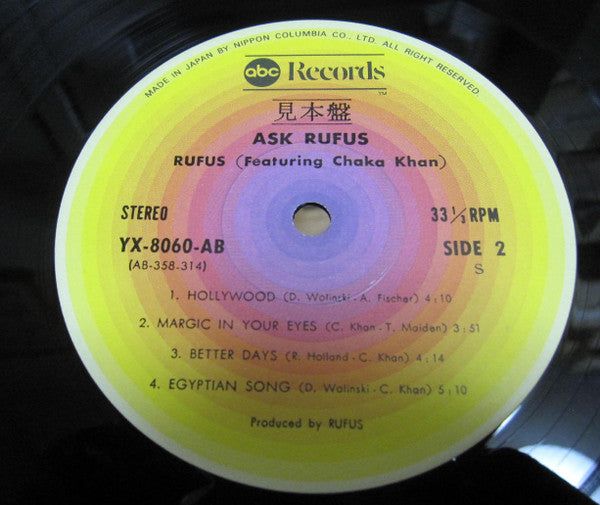 MADE IN JAPAN BY NIPPON COLUMBIA CO., LTD. ALL RIGHT RESERVED.
abc Records
TM
見本盤
ASK RUFUS
RUFUS (Featuring Chaka Khan)
STEREO 33 1/3 RPM
YX-8060-AB SIDE 2
(AB-358-314) S
1. HOLLYWOOD (D. Wolinski - A. Fischer) 4:10
2. MARGIC IN YOUR EYES (C. Khan - T. Maiden) 3:51
3. BETTER DAYS (R. Holland - C. Khan) 4:14
4. EGYPTIAN SONG (D. Wolinski - C. Khan) 5:10
Produced by RUFUS